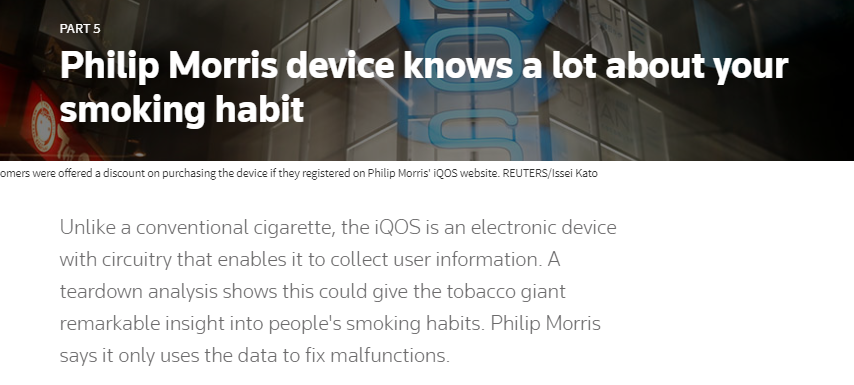 PART 5
Philip Morris device knows a lot about your
smoking habit
omers were offered a discount on purchasing the device if they registered on Philip Morris' iQOS website. REUTERS/Issei Kato
Unlike a conventional cigarette, the iQOS is an electronic device
with circuitry that enables it to collect user information. A
teardown analysis shows this could give the tobacco giant
remarkable insight into people's smoking habits. Philip Morris
says it only uses the data to fix malfunctions.